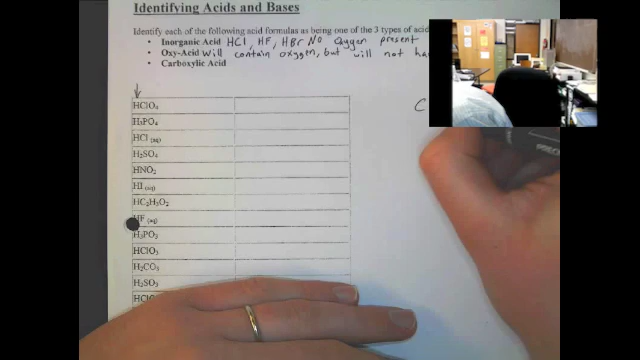 Identifying Acids and Bases
Identify each of the following acid formulas as being one of the 3 types of acid
• Inorganic Acid HCl, HF, HBr No Oxygen present
• Oxy-Acid Will contain oxygen, but will not ha
• Carboxylic Acid
C
HClO₄
H₃PO₄
HCl (aq)
H₂SO₄
HNO₂
HI (aq)
HC₂H₃O₂
HF (aq)
HClO₃
H₂CO₃
H₂SO₃
HClO